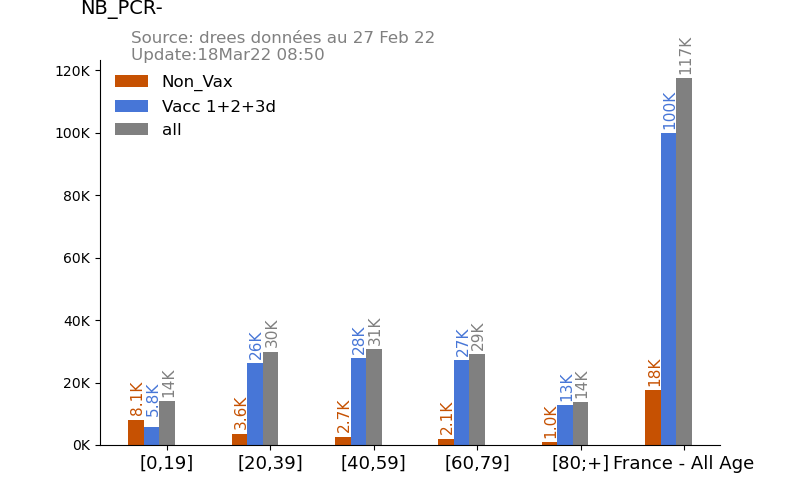 NB_PCR-
Source: drees données au 27 Feb 22
Update:18Mar22 08:50
Non_Vax
Vacc 1+2+3d
all
120K
100K
80K
60K
40K
20K
0K
8.1K
5.8K
14K
3.6K
26K
30K
2.7K
28K
31K
2.1K
27K
29K
1.0K
13K
14K
18K
100K
117K
[0,19]
[20,39]
[40,59]
[60,79]
[80;+]
France - All Age